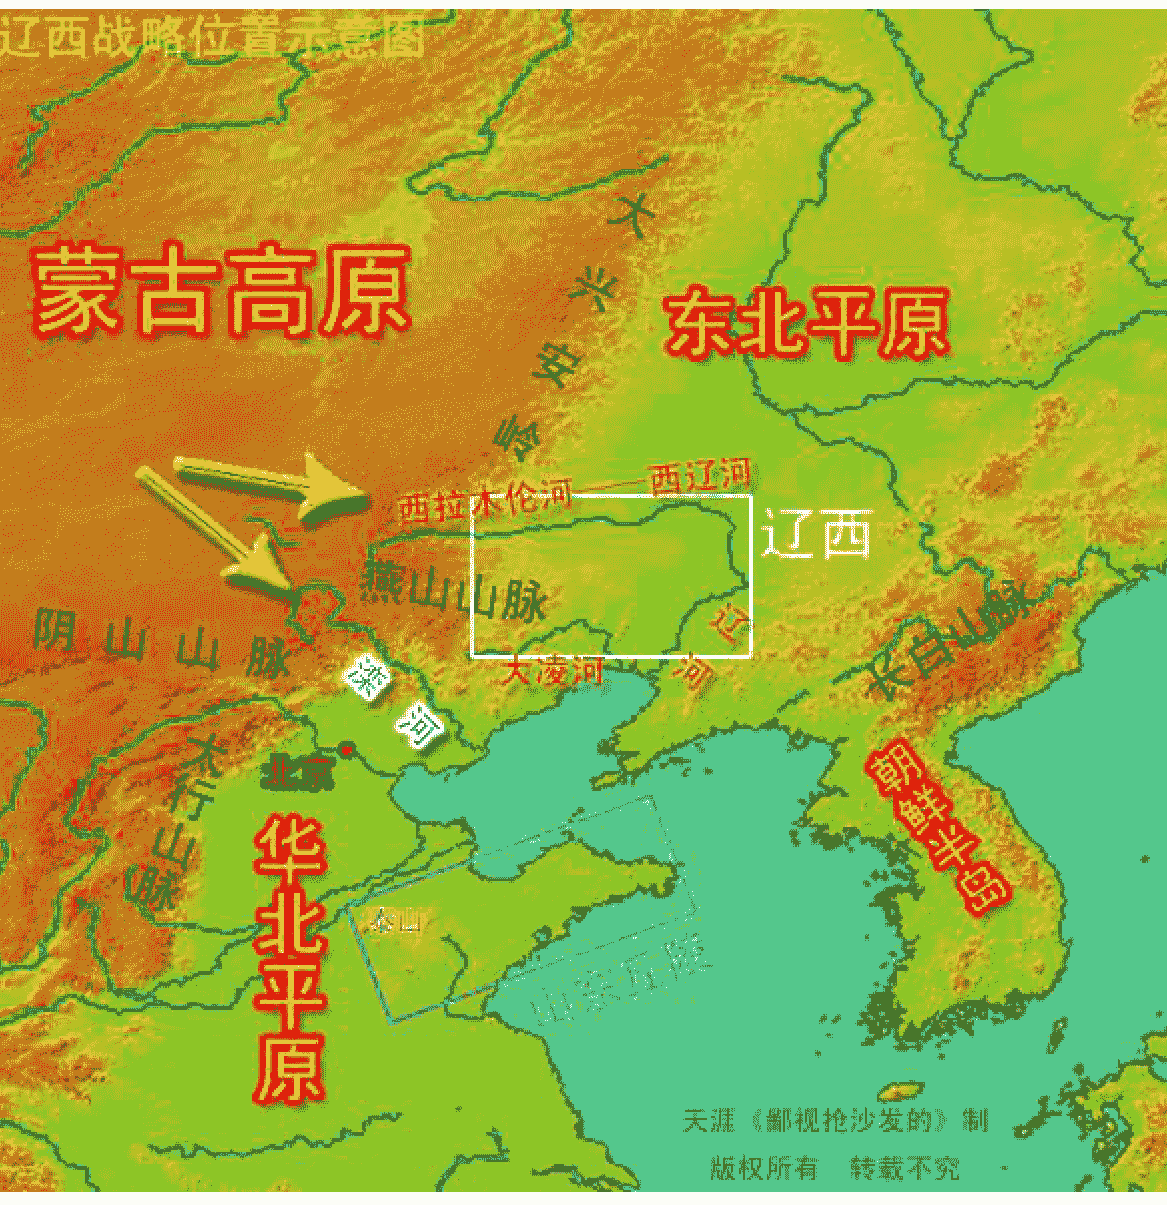 辽西战略位置示意图
蒙古高原
大兴安岭
东北平原
西拉木伦河——西辽河
辽西
燕山山脉
阴山山脉
辽河
长白山脉
大凌河
滦河
太行山脉
北京
朝鲜半岛
华北平原
泰山
山东丘陵
天涯《鄙视抢沙发的》制
版权所有 转载不究